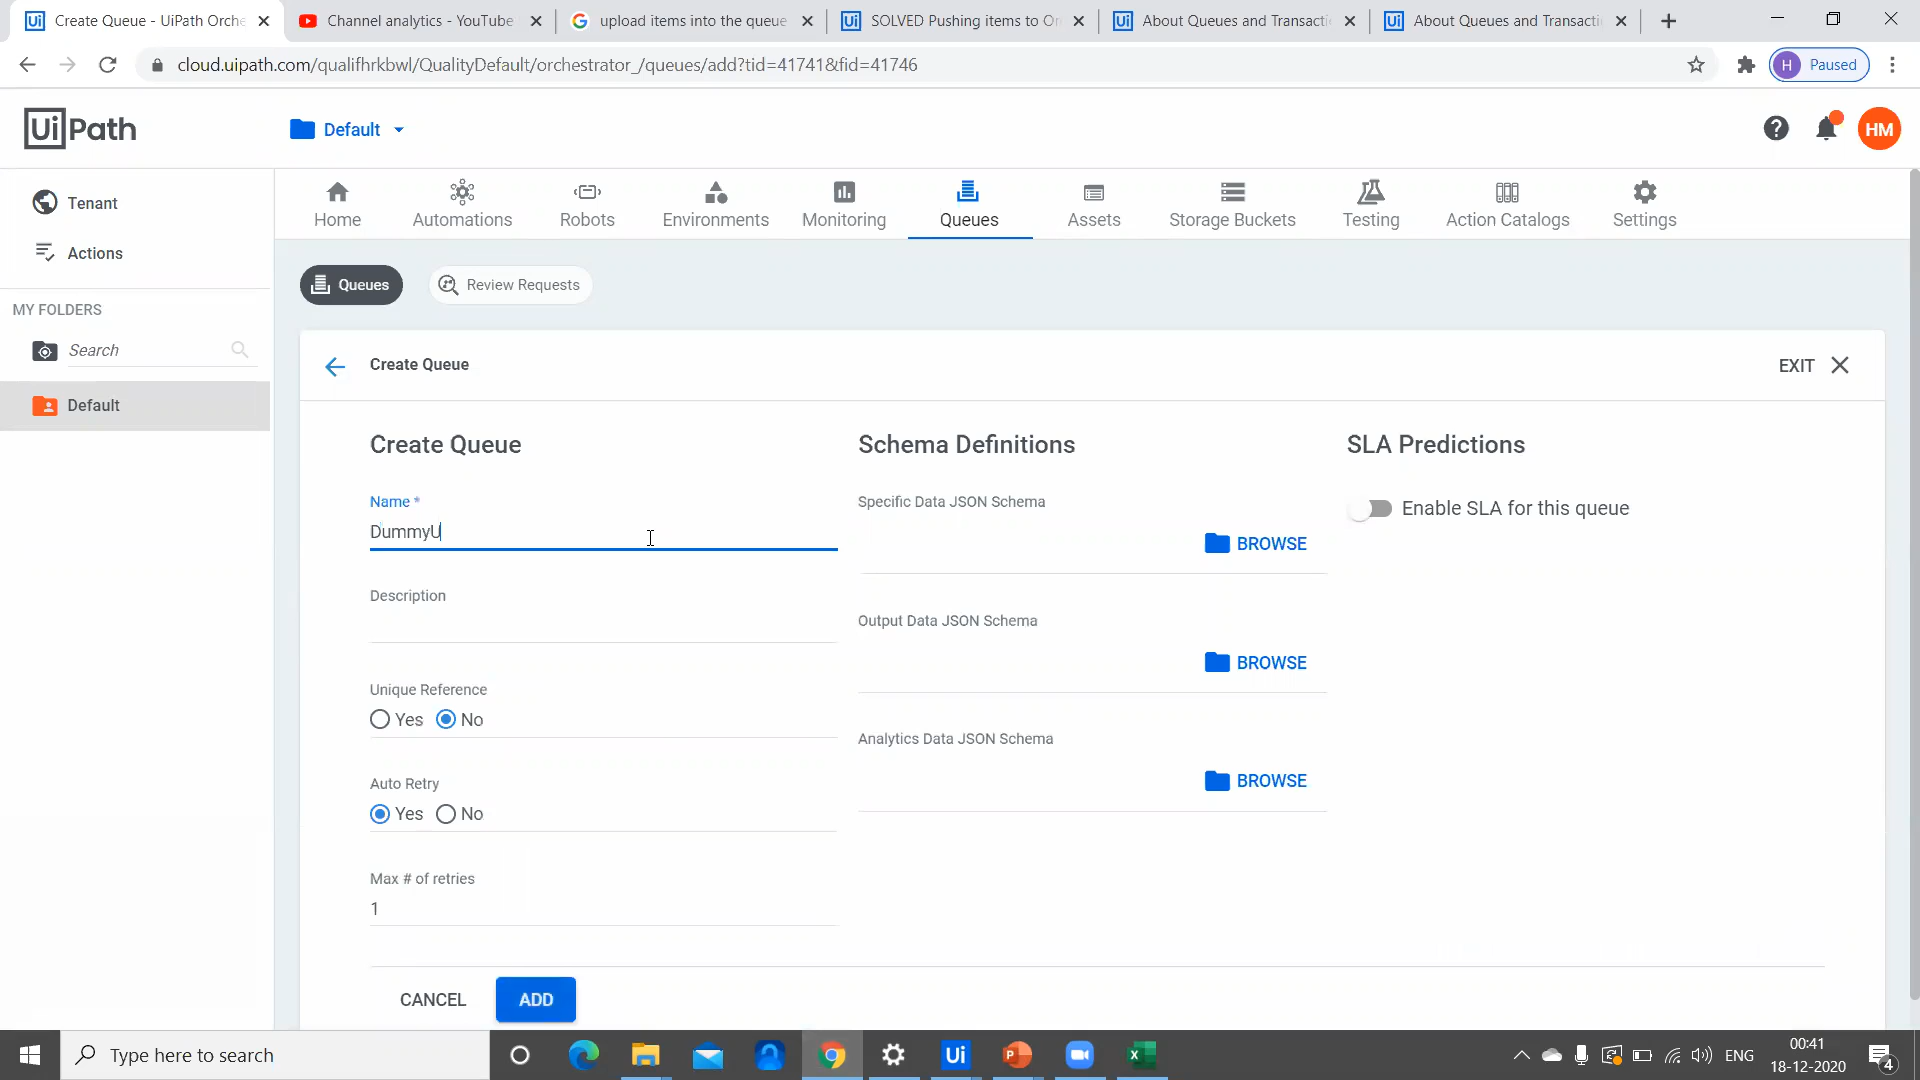 Create Queue - UiPath Orche
Channel analytics - YouTube
upload items into the queue
SOLVED Pushing items to Or
About Queues and Transacti
About Queues and Transacti
cloud.uipath.com/qualifhrkbwl/QualityDefault/orchestrator_/queues/add?tid=41741&fid=41746
H Paused
UiPath
Default
HM
Tenant
Actions
MY FOLDERS
Search
Default
Home
Automations
Robots
Environments
Monitoring
Queues
Assets
Storage Buckets
Testing
Action Catalogs
Settings
Queues
Review Requests
Create Queue
EXIT
Create Queue
Name *
DummyU
Description
Unique Reference
Yes No
Auto Retry
Yes No
Max # of retries
1
Schema Definitions
Specific Data JSON Schema
BROWSE
Output Data JSON Schema
BROWSE
Analytics Data JSON Schema
BROWSE
SLA Predictions
Enable SLA for this queue
CANCEL
ADD
Type here to search
ENG
00:41
18-12-2020
4